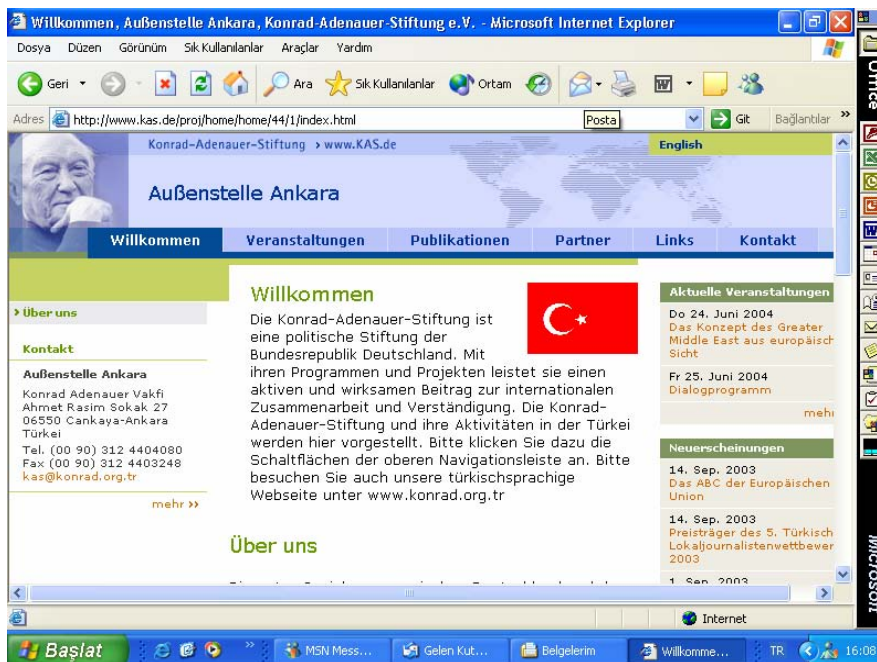 Willkommen, Außenstelle Ankara, Konrad-Adenauer-Stiftung e.V. - Microsoft Internet Explorer
Dosya Düzen Görünüm Sık Kullanılanlar Araçlar Yardım
Geri Ara Sık Kullanılanlar Ortam
Adres http://www.kas.de/proj/home/home/44/1/index.html Posta Git Bağlantılar »
Konrad-Adenauer-Stiftung › www.KAS.de English
Außenstelle Ankara
Willkommen Veranstaltungen Publikationen Partner Links Kontakt
› Über uns
Kontakt
Außenstelle Ankara
Konrad Adenauer Vakfi
Ahmet Rasim Sokak 27
06550 Cankaya-Ankara
Türkei
Tel. (00 90) 312 4404080
Fax (00 90) 312 4403248
kas@konrad.org.tr
mehr ››
Willkommen
Die Konrad-Adenauer-Stiftung ist
eine politische Stiftung der
Bundesrepublik Deutschland. Mit
ihren Programmen und Projekten leistet sie einen
aktiven und wirksamen Beitrag zur internationalen
Zusammenarbeit und Verständigung. Die Konrad-
Adenauer-Stiftung und ihre Aktivitäten in der Türkei
werden hier vorgestellt. Bitte klicken Sie dazu die
Schaltflächen der oberen Navigationsleiste an. Bitte
besuchen Sie auch unsere türkischsprachige
Webseite unter www.konrad.org.tr
Über uns
Aktuelle Veranstaltungen
Do 24. Juni 2004
Das Konzept des Greater
Middle East aus europäisch
Sicht
Fr 25. Juni 2004
Dialogprogramm
mehr
Neuerscheinungen
14. Sep. 2003
Das ABC der Europäischen
Union
14. Sep. 2003
Preisträger des 5. Türkisch
Lokaljournalistenwettbewer
2003
1. Sep. 2003
Internet
Office
Microsoft
Başlat » MSN Mess... Gelen Kut... Belgelerim Willkomme... TR 16:08